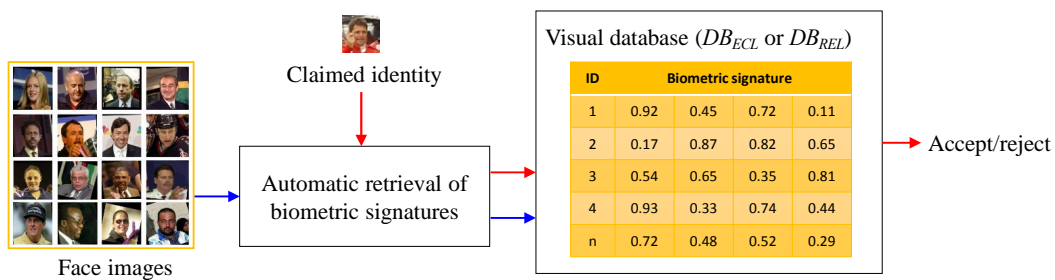 Face images
Claimed identity
Automatic retrieval of
biometric signatures
Visual database (DB_ECL or DB_REL)
ID Biometric signature
1 0.92 0.45 0.72 0.11
2 0.17 0.87 0.82 0.65
3 0.54 0.65 0.35 0.81
4 0.93 0.33 0.74 0.44
n 0.72 0.48 0.52 0.29
Accept/reject